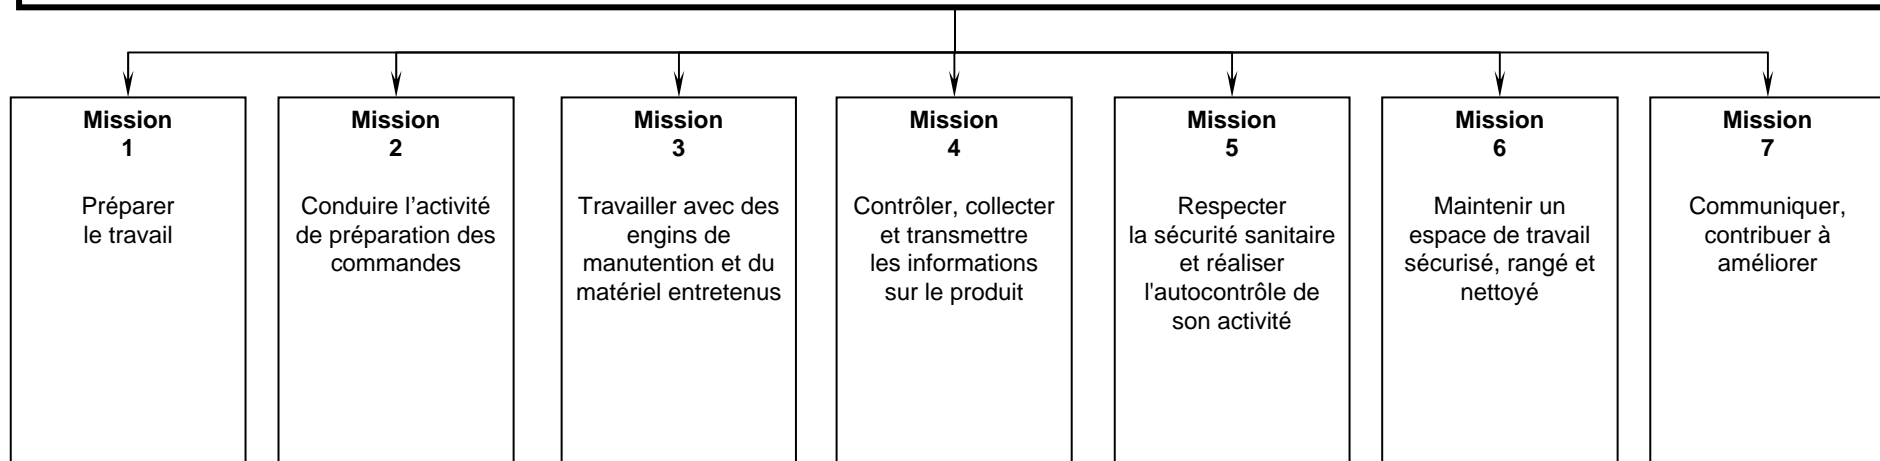 Mission
1
Préparer
le travail
Mission
2
Conduire l’activité
de préparation des
commandes
Mission
3
Travailler avec des
engins de
manutention et du
matériel entretenus
Mission
4
Contrôler, collecter
et transmettre
les informations
sur le produit
Mission
5
Respecter
la sécurité sanitaire
et réaliser
l'autocontrôle de
son activité
Mission
6
Maintenir un
espace de travail
sécurisé, rangé et
nettoyé
Mission
7
Communiquer,
contribuer à
améliorer